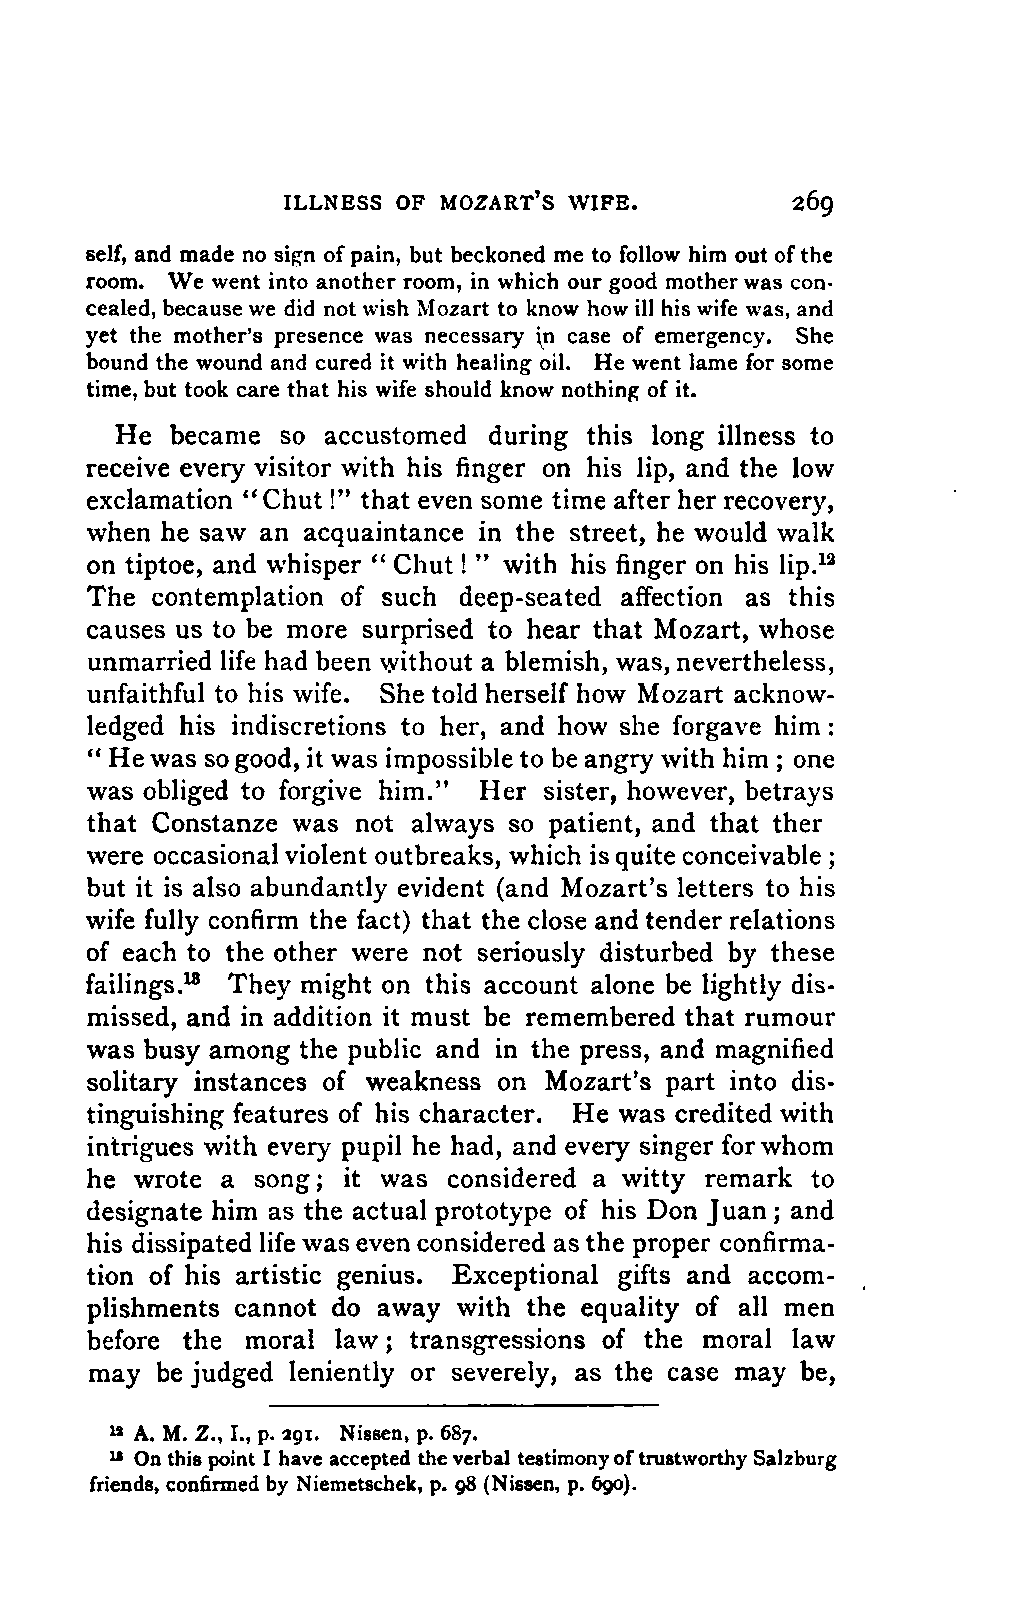 ILLNESS OF MOZART'S WIFE. 269
self, and made no sign of pain, but beckoned me to follow him out of the
room. We went into another room, in which our good mother was con-
cealed, because we did not wish Mozart to know how ill his wife was, and
yet the mother's presence was necessary in case of emergency. She
bound the wound and cured it with healing oil. He went lame for some
time, but took care that his wife should know nothing of it.
He became so accustomed during this long illness to
receive every visitor with his finger on his lip, and the low
exclamation "Chut!" that even some time after her recovery,
when he saw an acquaintance in the street, he would walk
on tiptoe, and whisper "Chut!" with his finger on his lip.¹²
The contemplation of such deep-seated affection as this
causes us to be more surprised to hear that Mozart, whose
unmarried life had been without a blemish, was, nevertheless,
unfaithful to his wife. She told herself how Mozart acknow-
ledged his indiscretions to her, and how she forgave him:
"He was so good, it was impossible to be angry with him; one
was obliged to forgive him." Her sister, however, betrays
that Constanze was not always so patient, and that ther
were occasional violent outbreaks, which is quite conceivable;
but it is also abundantly evident (and Mozart's letters to his
wife fully confirm the fact) that the close and tender relations
of each to the other were not seriously disturbed by these
failings.¹³ They might on this account alone be lightly dis-
missed, and in addition it must be remembered that rumour
was busy among the public and in the press, and magnified
solitary instances of weakness on Mozart's part into dis-
tinguishing features of his character. He was credited with
intrigues with every pupil he had, and every singer for whom
he wrote a song; it was considered a witty remark to
designate him as the actual prototype of his Don Juan; and
his dissipated life was even considered as the proper confirma-
tion of his artistic genius. Exceptional gifts and accom-
plishments cannot do away with the equality of all men
before the moral law; transgressions of the moral law
may be judged leniently or severely, as the case may be,
¹² A. M. Z., I., p. 291. Nissen, p. 687.
¹³ On this point I have accepted the verbal testimony of trustworthy Salzburg
friends, confirmed by Niemetschek, p. 98 (Nissen, p. 690).